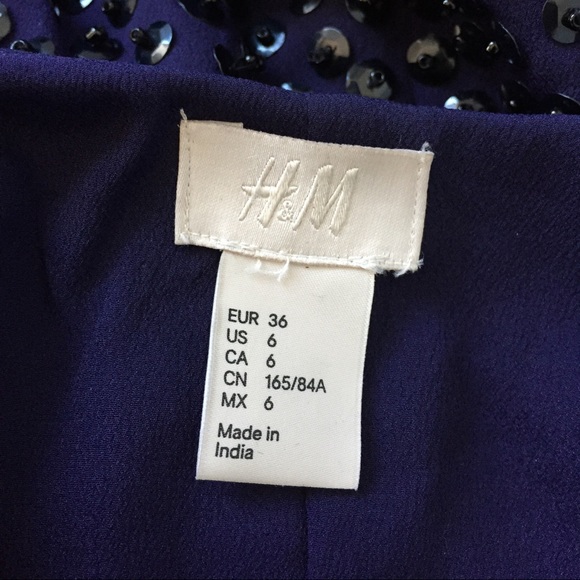 H&M
EUR 36
US 6
CA 6
CN 165/84A
MX 6
Made in
India